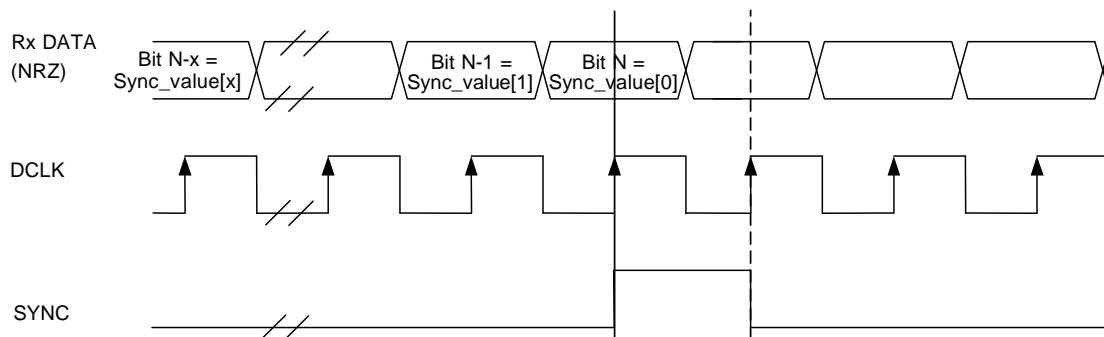 Rx DATA
(NRZ)
Bit N-x =
Sync_value[x]
Bit N-1 =
Sync_value[1]
Bit N =
Sync_value[0]
DCLK
SYNC